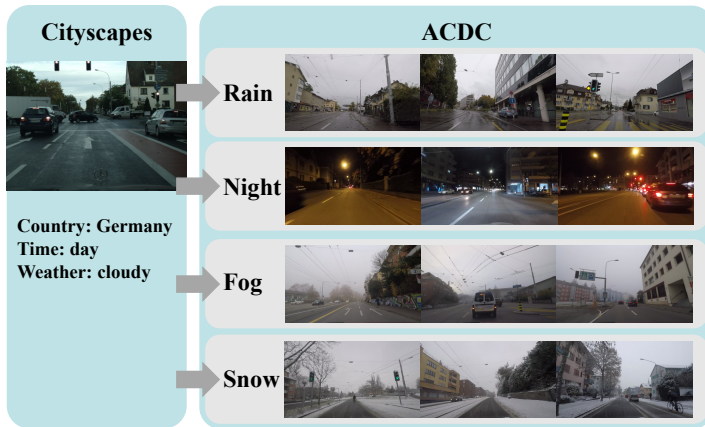 Cityscapes
Country: Germany
Time: day
Weather: cloudy
ACDC
Rain
Night
Fog
Snow